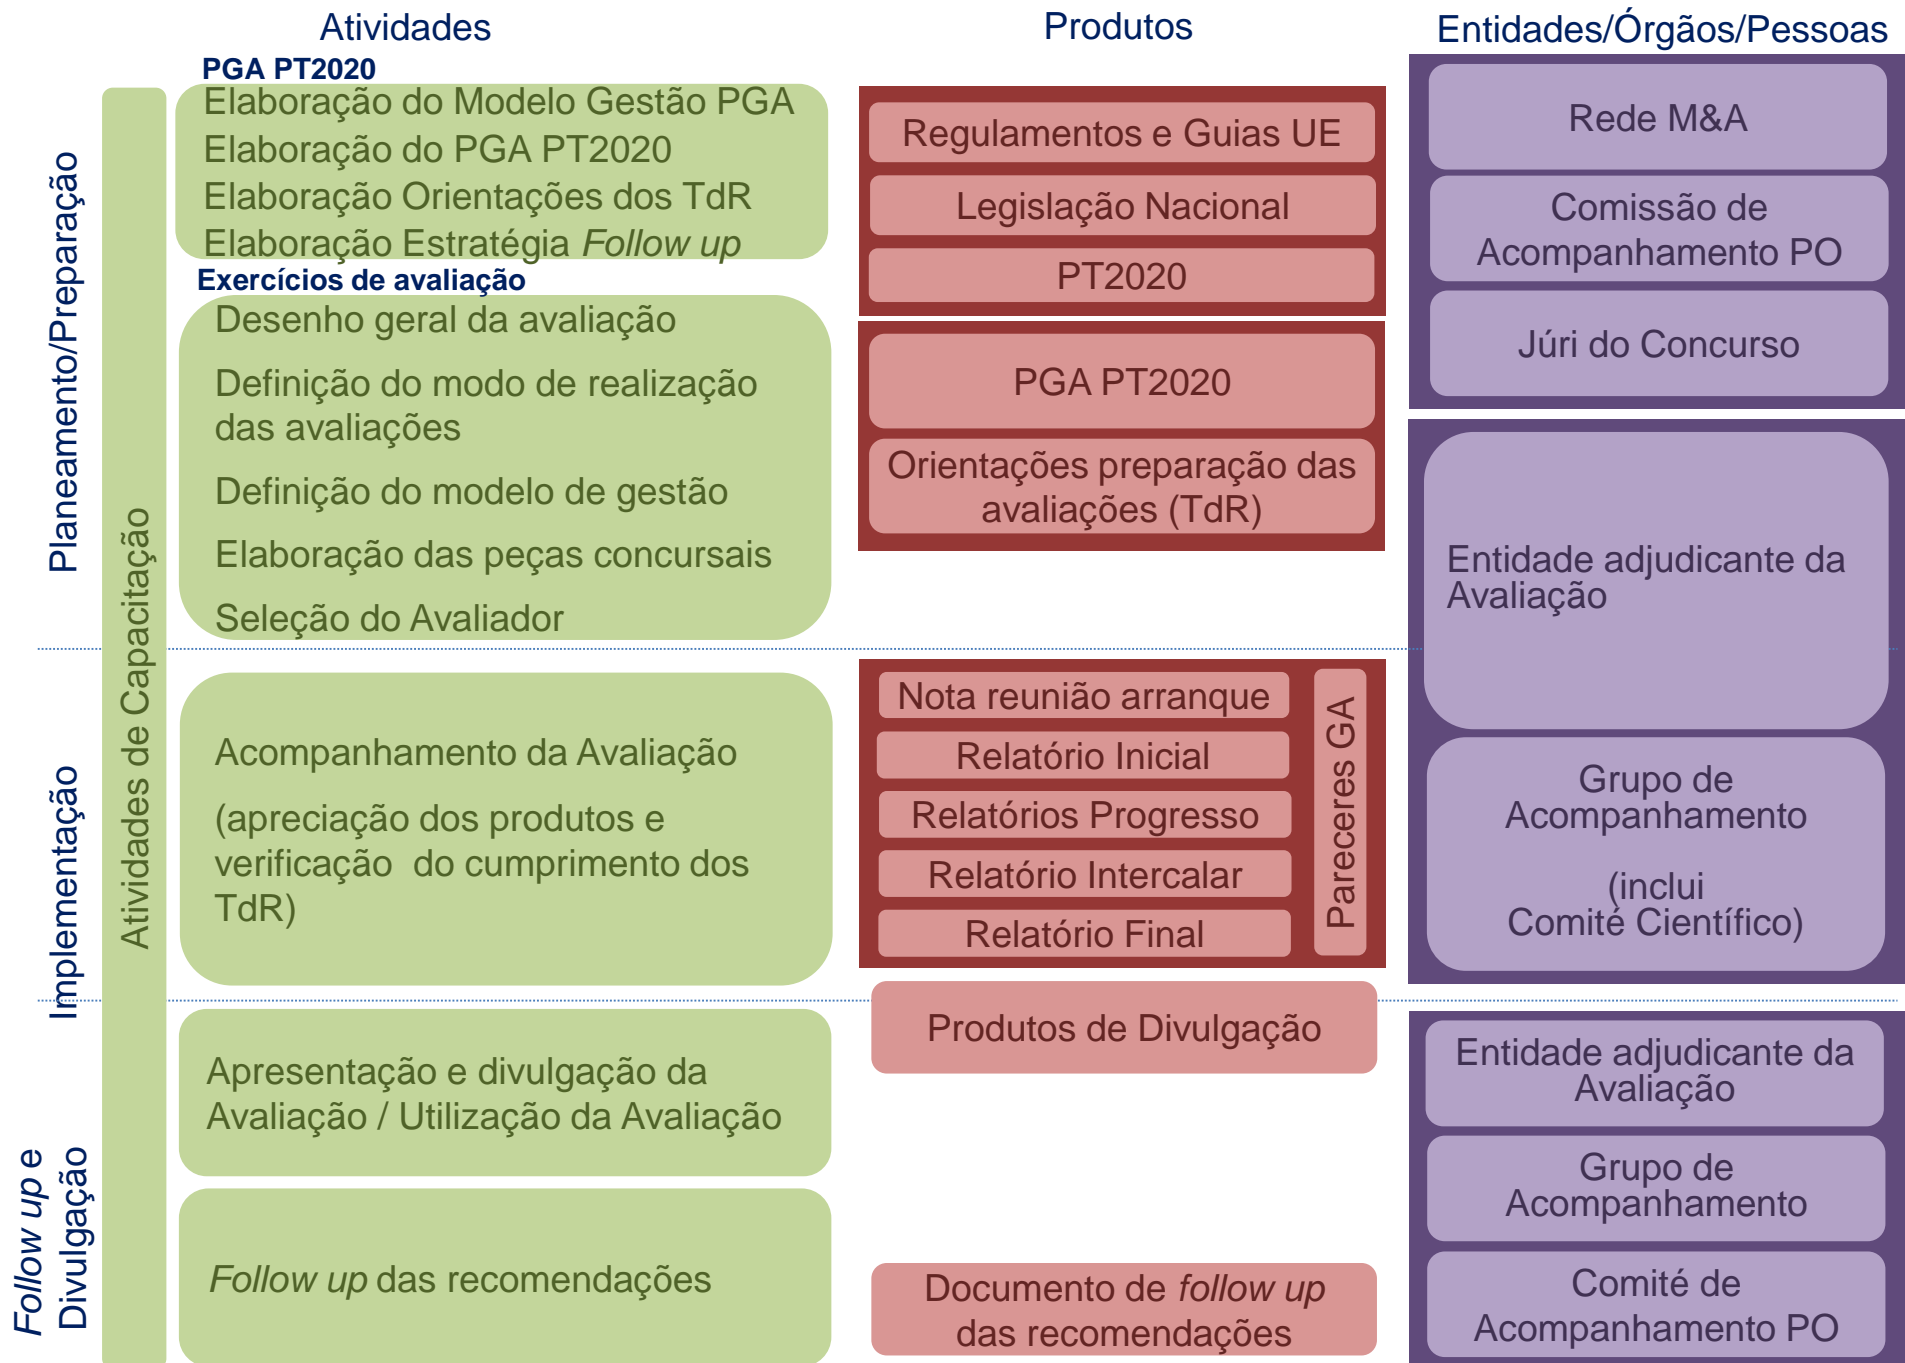 Atividades
Produtos
Entidades/Órgãos/Pessoas
Planeamento/Preparação
Implementação
Follow up e
Divulgação
Atividades de Capacitação
PGA PT2020
Elaboração do Modelo Gestão PGA
Elaboração do PGA PT2020
Elaboração Orientações dos TdR
Elaboração Estratégia Follow up
Exercícios de avaliação
Desenho geral da avaliação
Definição do modo de realização
das avaliações
Definição do modelo de gestão
Elaboração das peças concursais
Seleção do Avaliador
Acompanhamento da Avaliação
(apreciação dos produtos e
verificação do cumprimento dos
TdR)
Apresentação e divulgação da
Avaliação / Utilização da Avaliação
Follow up das recomendações
Regulamentos e Guias UE
Legislação Nacional
PT2020
PGA PT2020
Orientações preparação das
avaliações (TdR)
Nota reunião arranque
Relatório Inicial
Relatórios Progresso
Relatório Intercalar
Relatório Final
Pareceres GA
Produtos de Divulgação
Documento de follow up
das recomendações
Rede M&A
Comissão de
Acompanhamento PO
Júri do Concurso
Entidade adjudicante da
Avaliação
Grupo de
Acompanhamento
(inclui
Comité Científico)
Entidade adjudicante da
Avaliação
Grupo de
Acompanhamento
Comité de
Acompanhamento PO